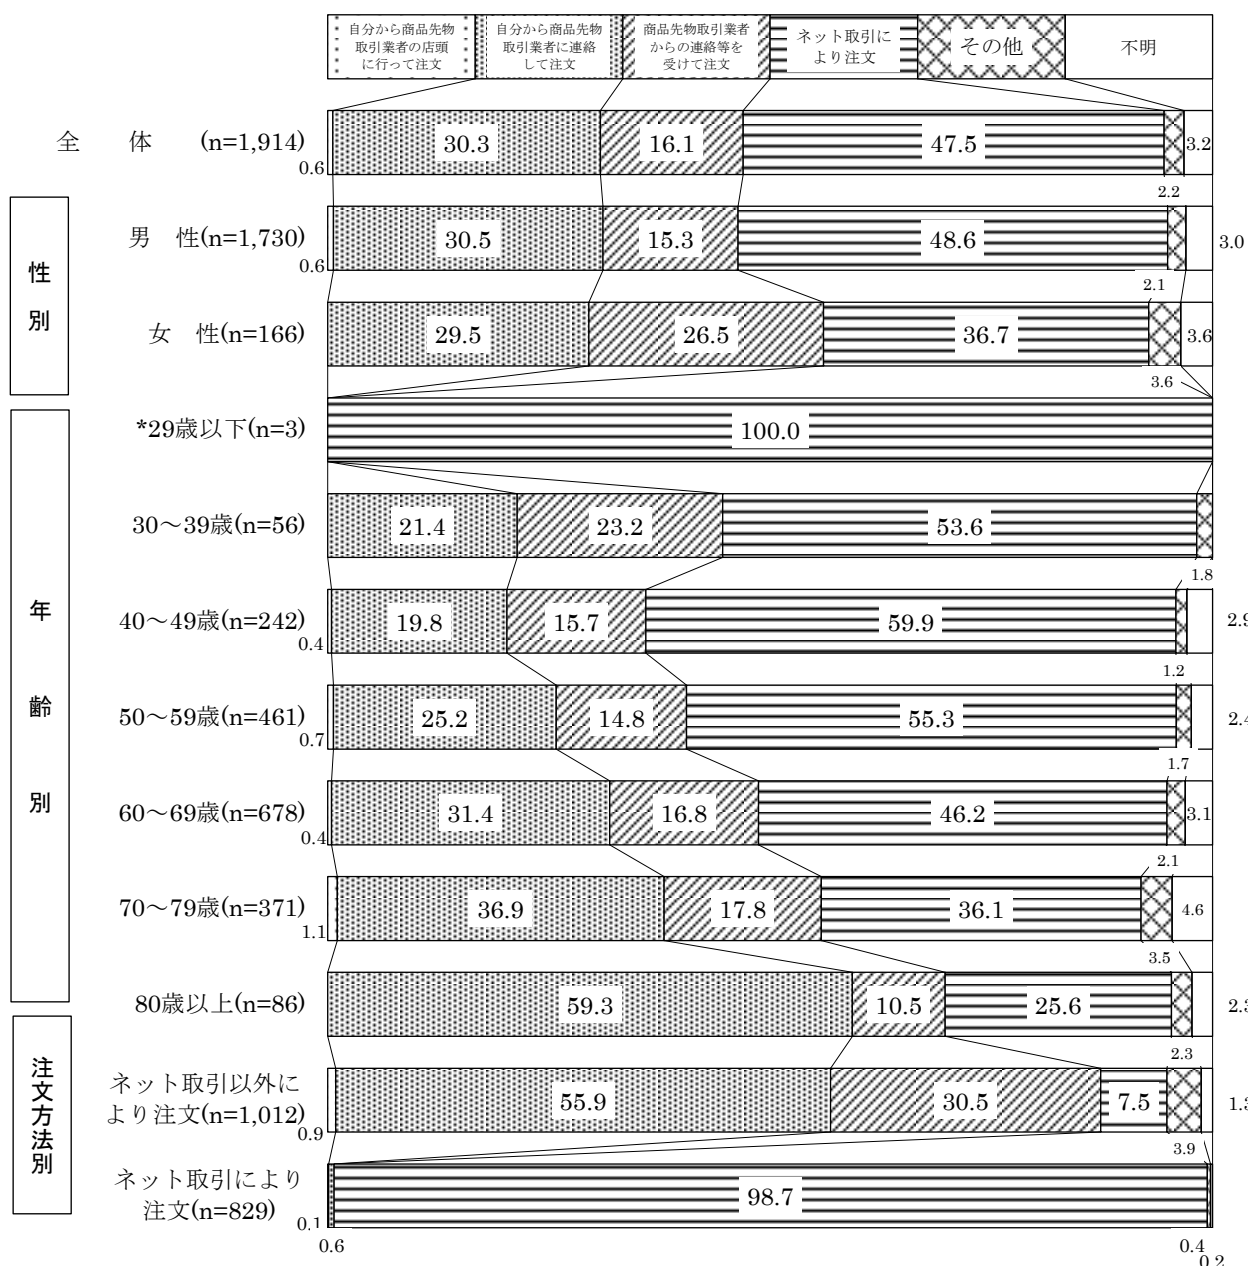 自分から商品先物
取引業者の店頭
に行って注文
自分から商品先物
取引業者に連絡
して注文
商品先物取引業者
からの連絡等を
受けて注文
ネット取引に
より注文
その他
不明
全 体 (n=1,914)
0.6
30.3
16.1
47.5
2.2
3.2
性別
男 性(n=1,730)
0.6
30.5
15.3
48.6
2.1
3.0
女 性(n=166)
29.5
26.5
36.7
3.6
3.6
年齢別
*29歳以下(n=3)
100.0
30～39歳(n=56)
21.4
23.2
53.6
1.8
40～49歳(n=242)
0.4
19.8
15.7
59.9
1.2
2.9
50～59歳(n=461)
0.7
25.2
14.8
55.3
1.7
2.4
60～69歳(n=678)
0.4
31.4
16.8
46.2
2.1
3.1
70～79歳(n=371)
1.1
36.9
17.8
36.1
3.5
4.6
80歳以上(n=86)
59.3
10.5
25.6
2.3
2.3
注文方法別
ネット取引以外に
より注文(n=1,012)
0.9
55.9
30.5
7.5
3.9
1.3
ネット取引により
注文(n=829)
0.1
0.6
98.7
0.4
0.2